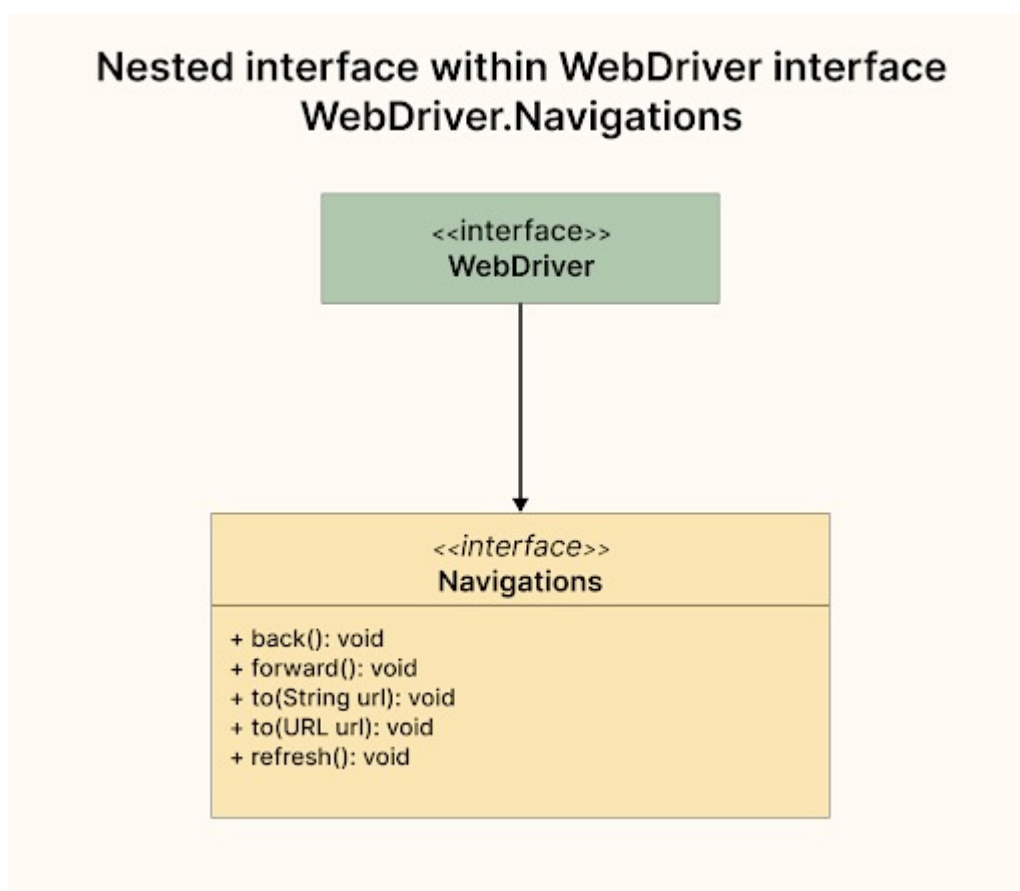 Nested interface within WebDriver interface
WebDriver.Navigations
<<interface>>
WebDriver
<<interface>>
Navigations
+ back(): void
+ forward(): void
+ to(String url): void
+ to(URL url): void
+ refresh(): void